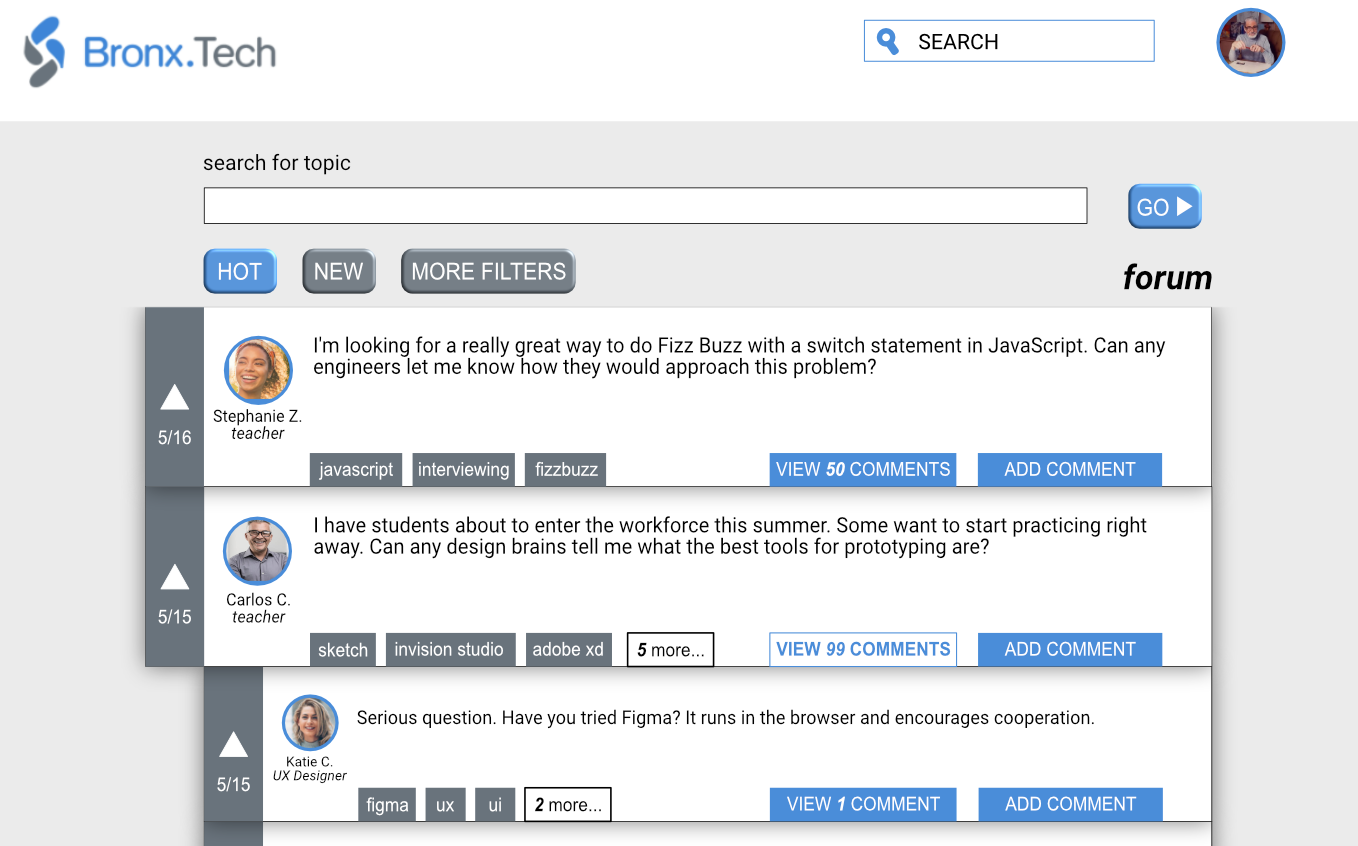 Bronx.Tech
SEARCH
search for topic
GO
HOT
NEW
MORE FILTERS
forum
I'm looking for a really great way to do Fizz Buzz with a switch statement in JavaScript. Can any
engineers let me know how they would approach this problem?
5/16
Stephanie Z.
teacher
javascript
interviewing
fizzbuzz
VIEW 50 COMMENTS
ADD COMMENT
I have students about to enter the workforce this summer. Some want to start practicing right
away. Can any design brains tell me what the best tools for prototyping are?
5/15
Carlos C.
teacher
sketch
invision studio
adobe xd
5 more...
VIEW 99 COMMENTS
ADD COMMENT
Serious question. Have you tried Figma? It runs in the browser and encourages cooperation.
5/15
Katie C.
UX Designer
figma
ux
ui
2 more...
VIEW 1 COMMENT
ADD COMMENT